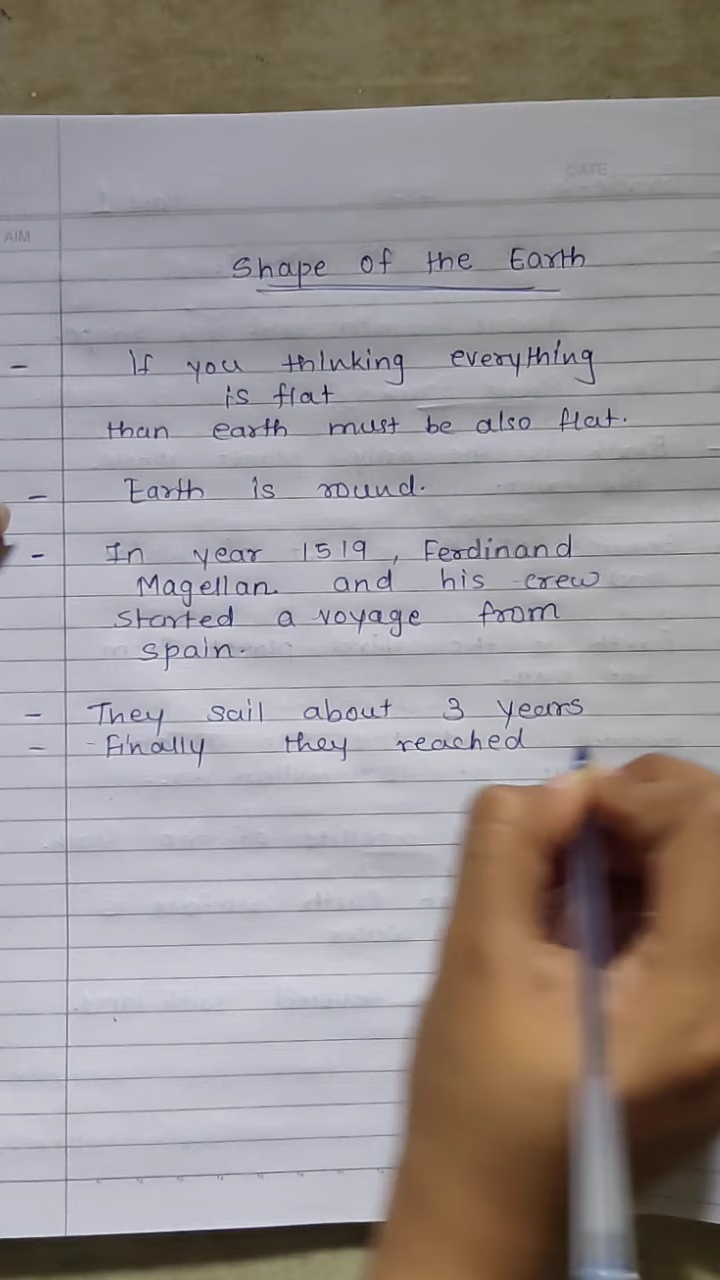 DATE
AIM
Shape of the Earth
- If you thinking everything
is flat
than earth must be also flat.
- Earth is round.
- In year 1519, Ferdinand
Magellan and his crew
started a voyage from
spain.
- They sail about 3 years
- -Finally they reached